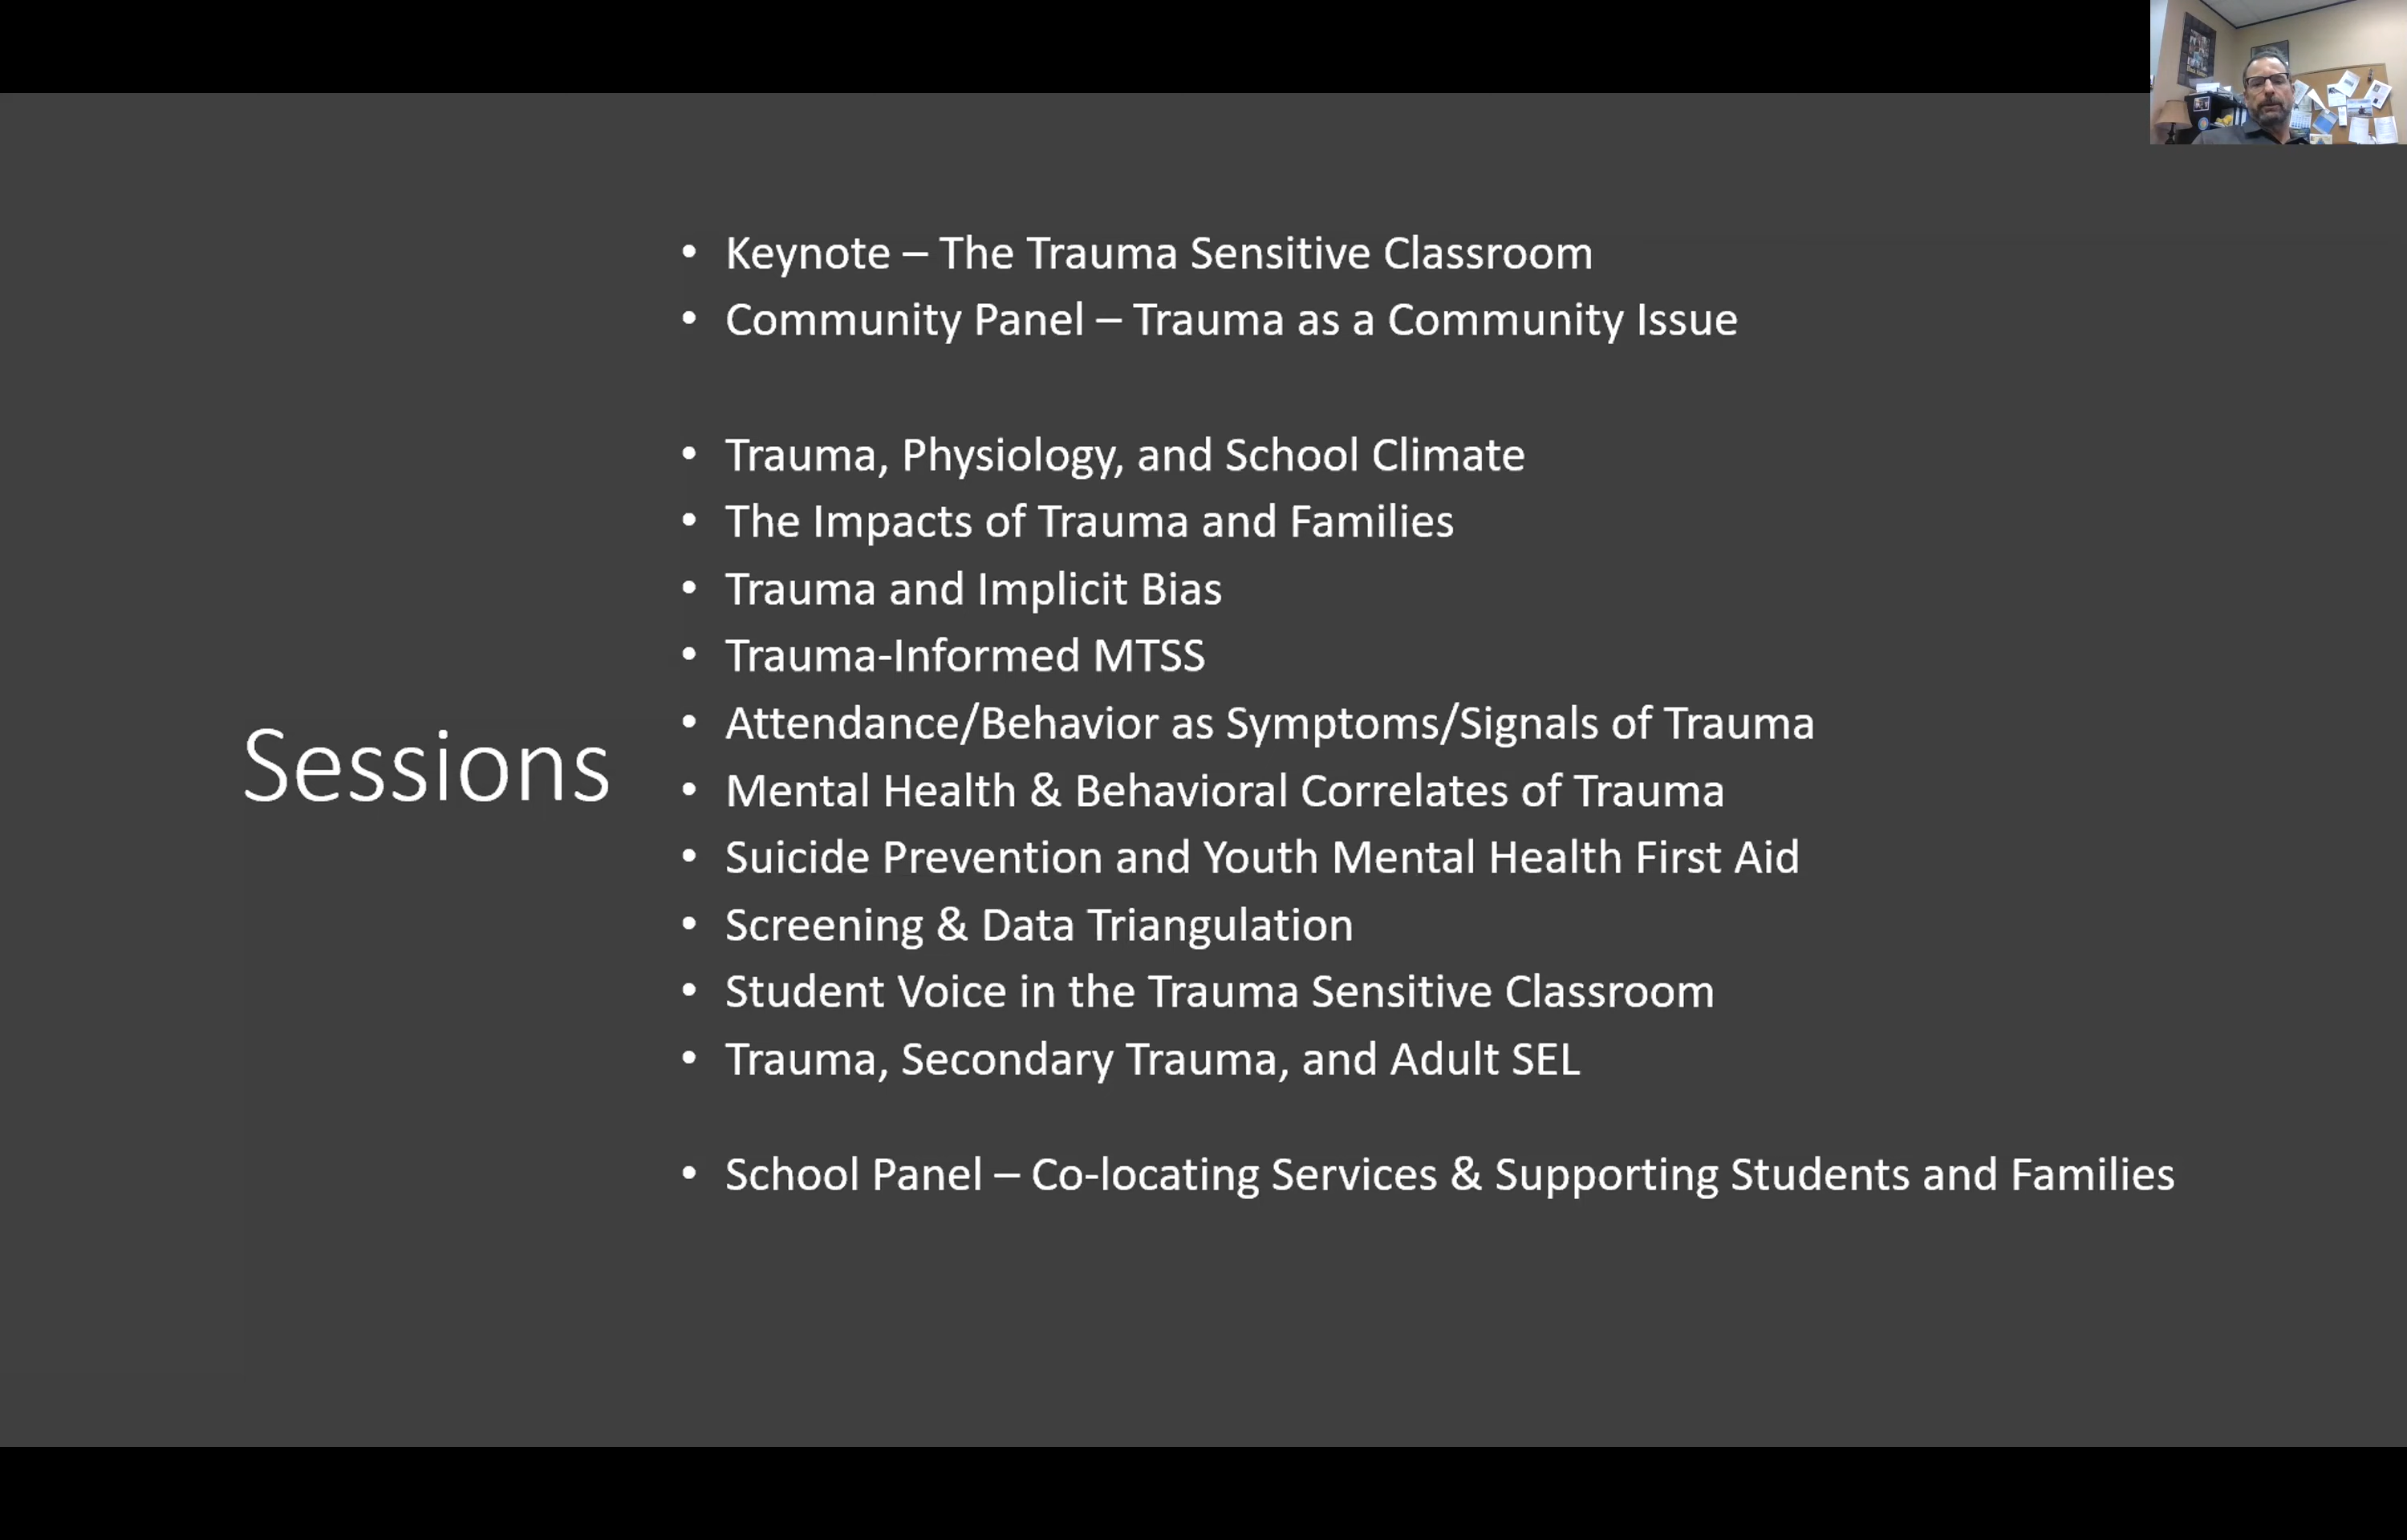 Sessions
• Keynote – The Trauma Sensitive Classroom
• Community Panel – Trauma as a Community Issue
• Trauma, Physiology, and School Climate
• The Impacts of Trauma and Families
• Trauma and Implicit Bias
• Trauma-Informed MTSS
• Attendance/Behavior as Symptoms/Signals of Trauma
• Mental Health & Behavioral Correlates of Trauma
• Suicide Prevention and Youth Mental Health First Aid
• Screening & Data Triangulation
• Student Voice in the Trauma Sensitive Classroom
• Trauma, Secondary Trauma, and Adult SEL
• School Panel – Co-locating Services & Supporting Students and Families